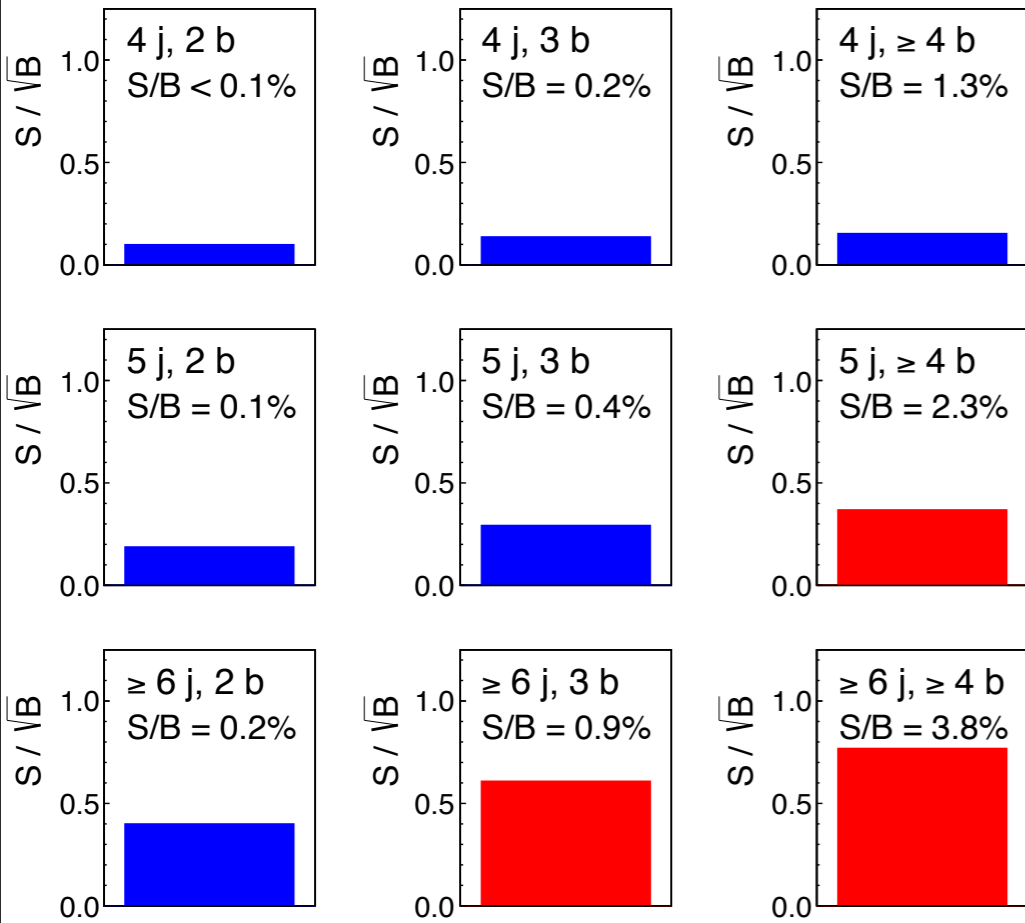 S / √B
1.0
0.5
0.0
4 j, 2 b
S/B < 0.1%
S / √B
1.0
0.5
0.0
4 j, 3 b
S/B = 0.2%
S / √B
1.0
0.5
0.0
4 j, ≥ 4 b
S/B = 1.3%
S / √B
1.0
0.5
0.0
5 j, 2 b
S/B = 0.1%
S / √B
1.0
0.5
0.0
5 j, 3 b
S/B = 0.4%
S / √B
1.0
0.5
0.0
5 j, ≥ 4 b
S/B = 2.3%
S / √B
1.0
0.5
0.0
≥ 6 j, 2 b
S/B = 0.2%
S / √B
1.0
0.5
0.0
≥ 6 j, 3 b
S/B = 0.9%
S / √B
1.0
0.5
0.0
≥ 6 j, ≥ 4 b
S/B = 3.8%